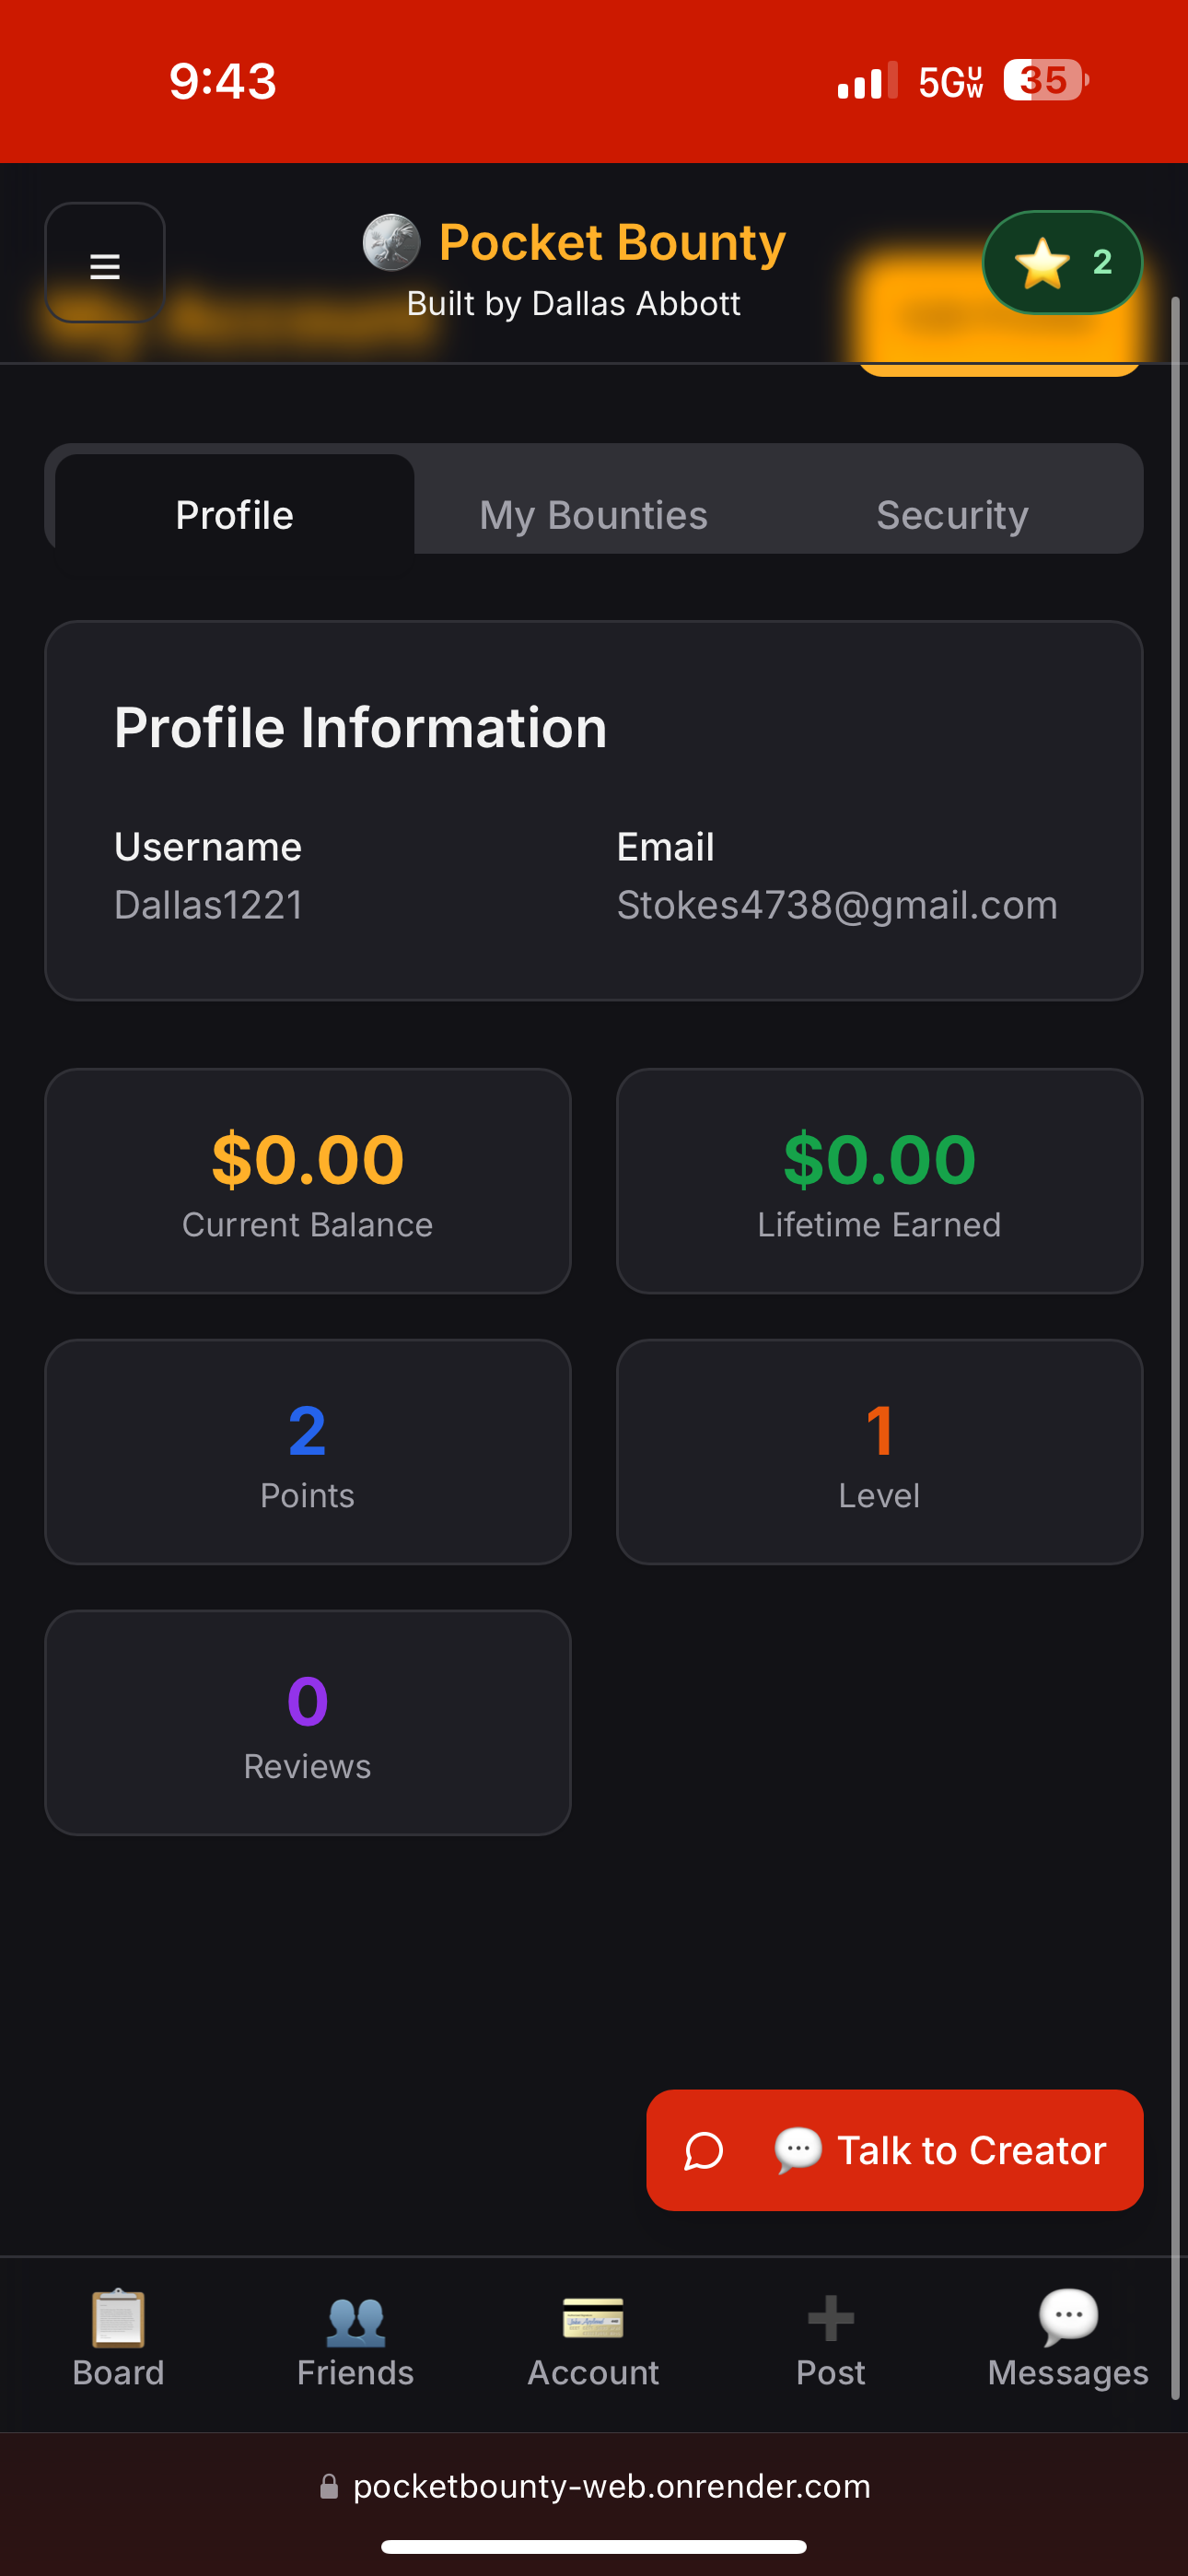 9:43
5G UW
35
Pocket Bounty
2
Built by Dallas Abbott
Profile
My Bounties
Security
Profile Information
Username
Email
Dallas1221
Stokes4738@gmail.com
$0.00
$0.00
Current Balance
Lifetime Earned
2
1
Points
Level
0
Reviews
Talk to Creator
Board
Friends
Account
Post
Messages
pocketbounty-web.onrender.com